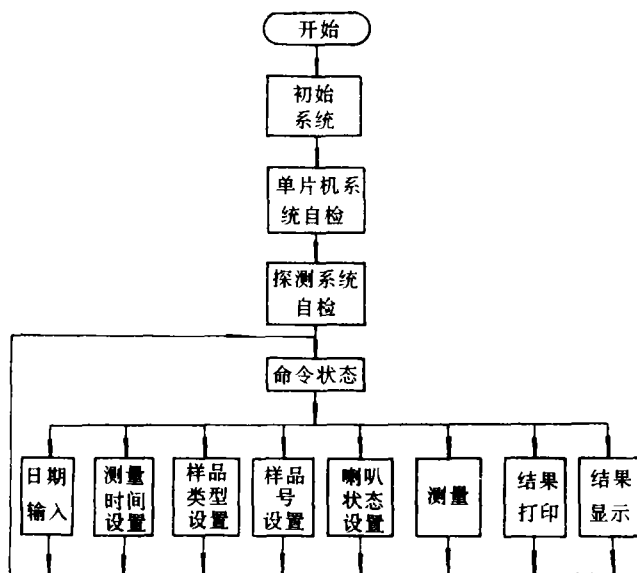 开始
初始
系统
单片机系
统自检
探测系统
自检
命令状态
日期
输入
测量
时间
设置
样品
类型
设置
样品
号
设置
喇叭
状态
设置
测量
结果
打印
结果
显示